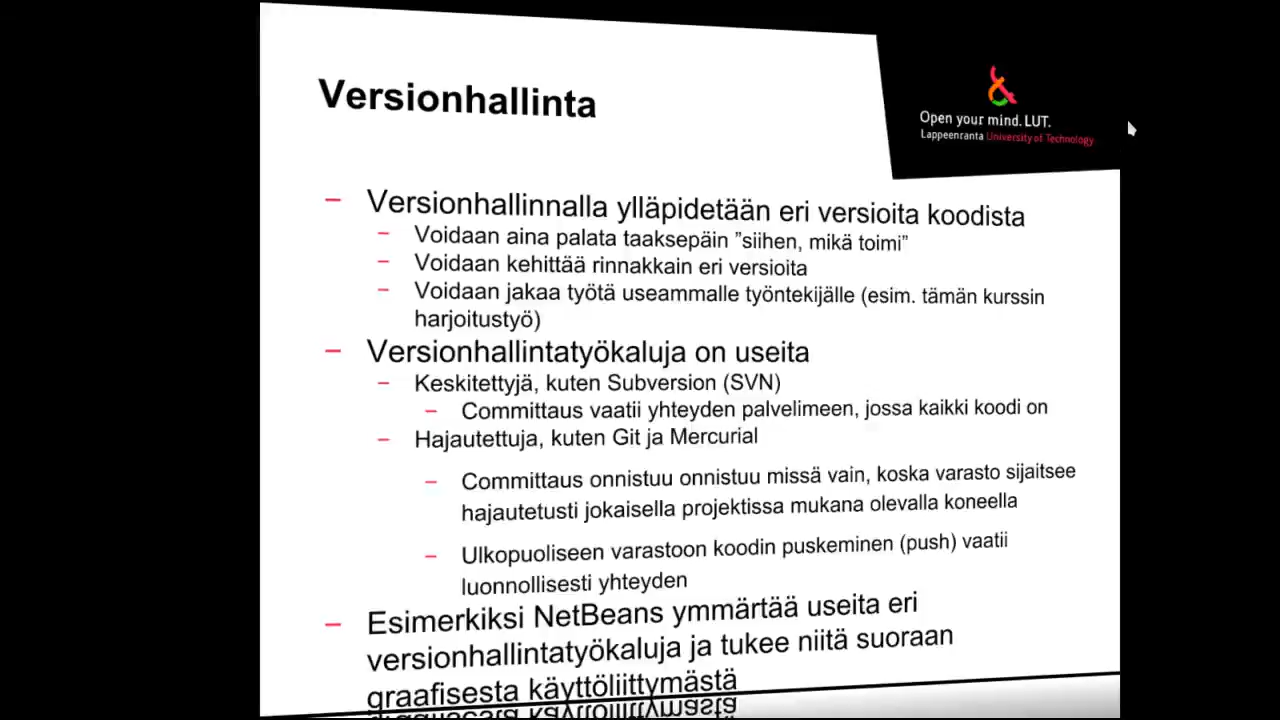 Versionhallinta
Open your mind. LUT.
Lappeenranta University of Technology
– Versionhallinnalla ylläpidetään eri versioita koodista
– Voidaan aina palata taaksepäin ”siihen, mikä toimi”
– Voidaan kehittää rinnakkain eri versioita
– Voidaan jakaa työtä useammalle työntekijälle (esim. tämän kurssin
harjoitustyö)
– Versionhallintatyökaluja on useita
– Keskitettyjä, kuten Subversion (SVN)
– Committaus vaatii yhteyden palvelimeen, jossa kaikki koodi on
– Hajautettuja, kuten Git ja Mercurial
– Committaus onnistuu onnistuu missä vain, koska varasto sijaitsee
hajautetusti jokaisella projektissa mukana olevalla koneella
– Ulkopuoliseen varastoon koodin puskeminen (push) vaatii
luonnollisesti yhteyden
– Esimerkiksi NetBeans ymmärtää useita eri
versionhallintatyökaluja ja tukee niitä suoraan
graafisesta käyttöliittymästä